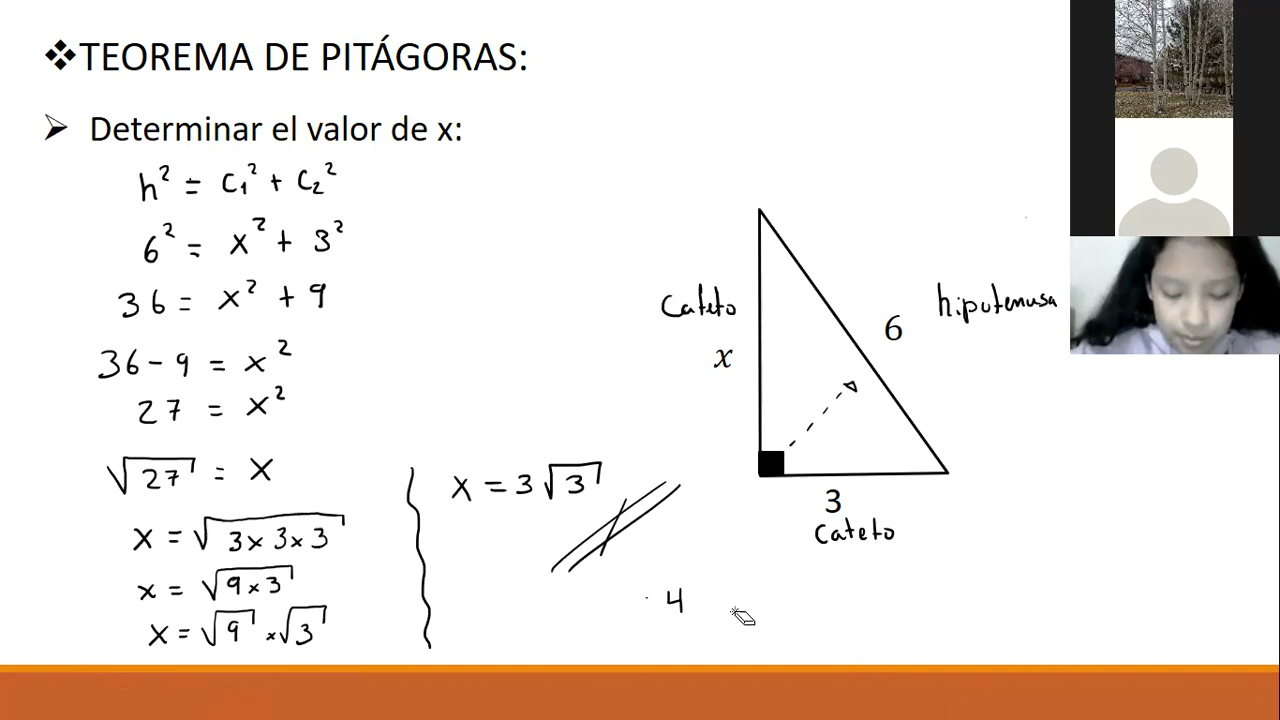 ❖TEOREMA DE PITÁGORAS:
➢ Determinar el valor de x:
h² = C₁² + C₂²
6² = x² + 3²
36 = x² + 9
36 - 9 = x²
27 = x²
√27 = x
x = √3x3x3
x = √9x3
x = √9 x √3
x = 3√3
4
Cateto
x
6
hipotenusa
3
Cateto